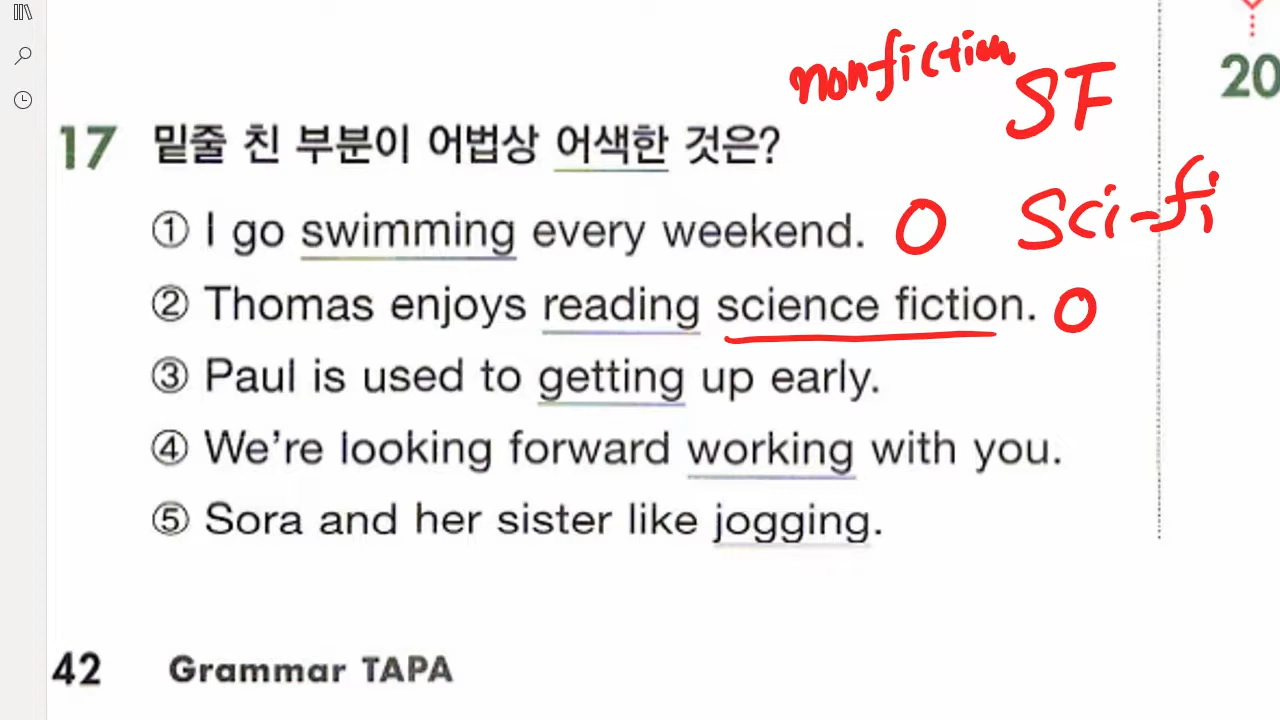 nonfiction SF
20
17 밑줄 친 부분이 어법상 어색한 것은?
① I go swimming every weekend. O Sci-fi
② Thomas enjoys reading science fiction. O
③ Paul is used to getting up early.
④ We're looking forward working with you.
⑤ Sora and her sister like jogging.
42 Grammar TAPA